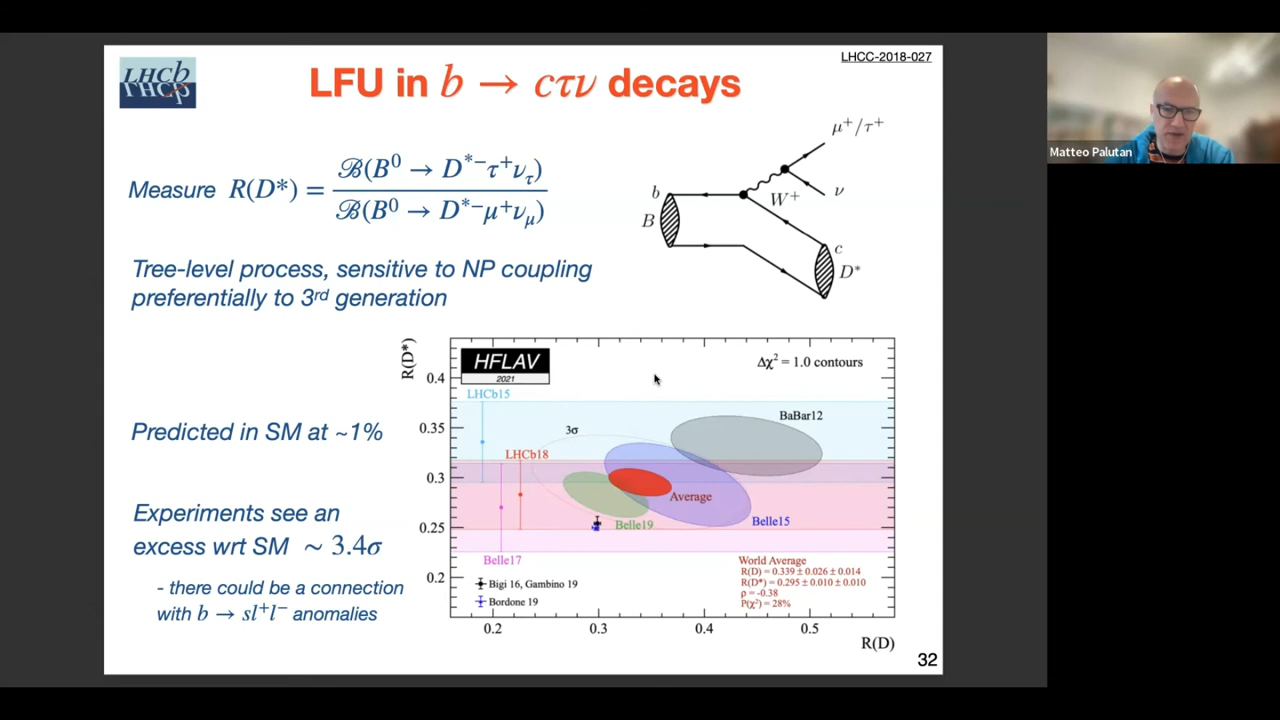 LHCb
LHCC-2018-027
LFU in b → cτν decays
Measure R(D*) = ℬ(B⁰ → D*⁻τ⁺ν_τ) / ℬ(B⁰ → D*⁻μ⁺ν_μ)
Tree-level process, sensitive to NP coupling
preferentially to 3rd generation
μ⁺/τ⁺
ν
W⁺
b
B
c
D*
Predicted in SM at ~1%
Experiments see an
excess wrt SM ~ 3.4σ
- there could be a connection
with b → sl⁺l⁻ anomalies
R(D*)
HFLAV
2021
Δχ² = 1.0 contours
LHCb15
BaBar12
3σ
LHCb18
Average
Belle19
Belle15
Belle17
World Average
R(D) = 0.339 ± 0.026 ± 0.014
R(D*) = 0.295 ± 0.010 ± 0.010
ρ = -0.38
P(χ²) = 28%
Bigi 16, Gambino 19
Bordone 19
0.4
0.35
0.3
0.25
0.2
0.2
0.3
0.4
0.5
R(D)
32
Matteo Palutan